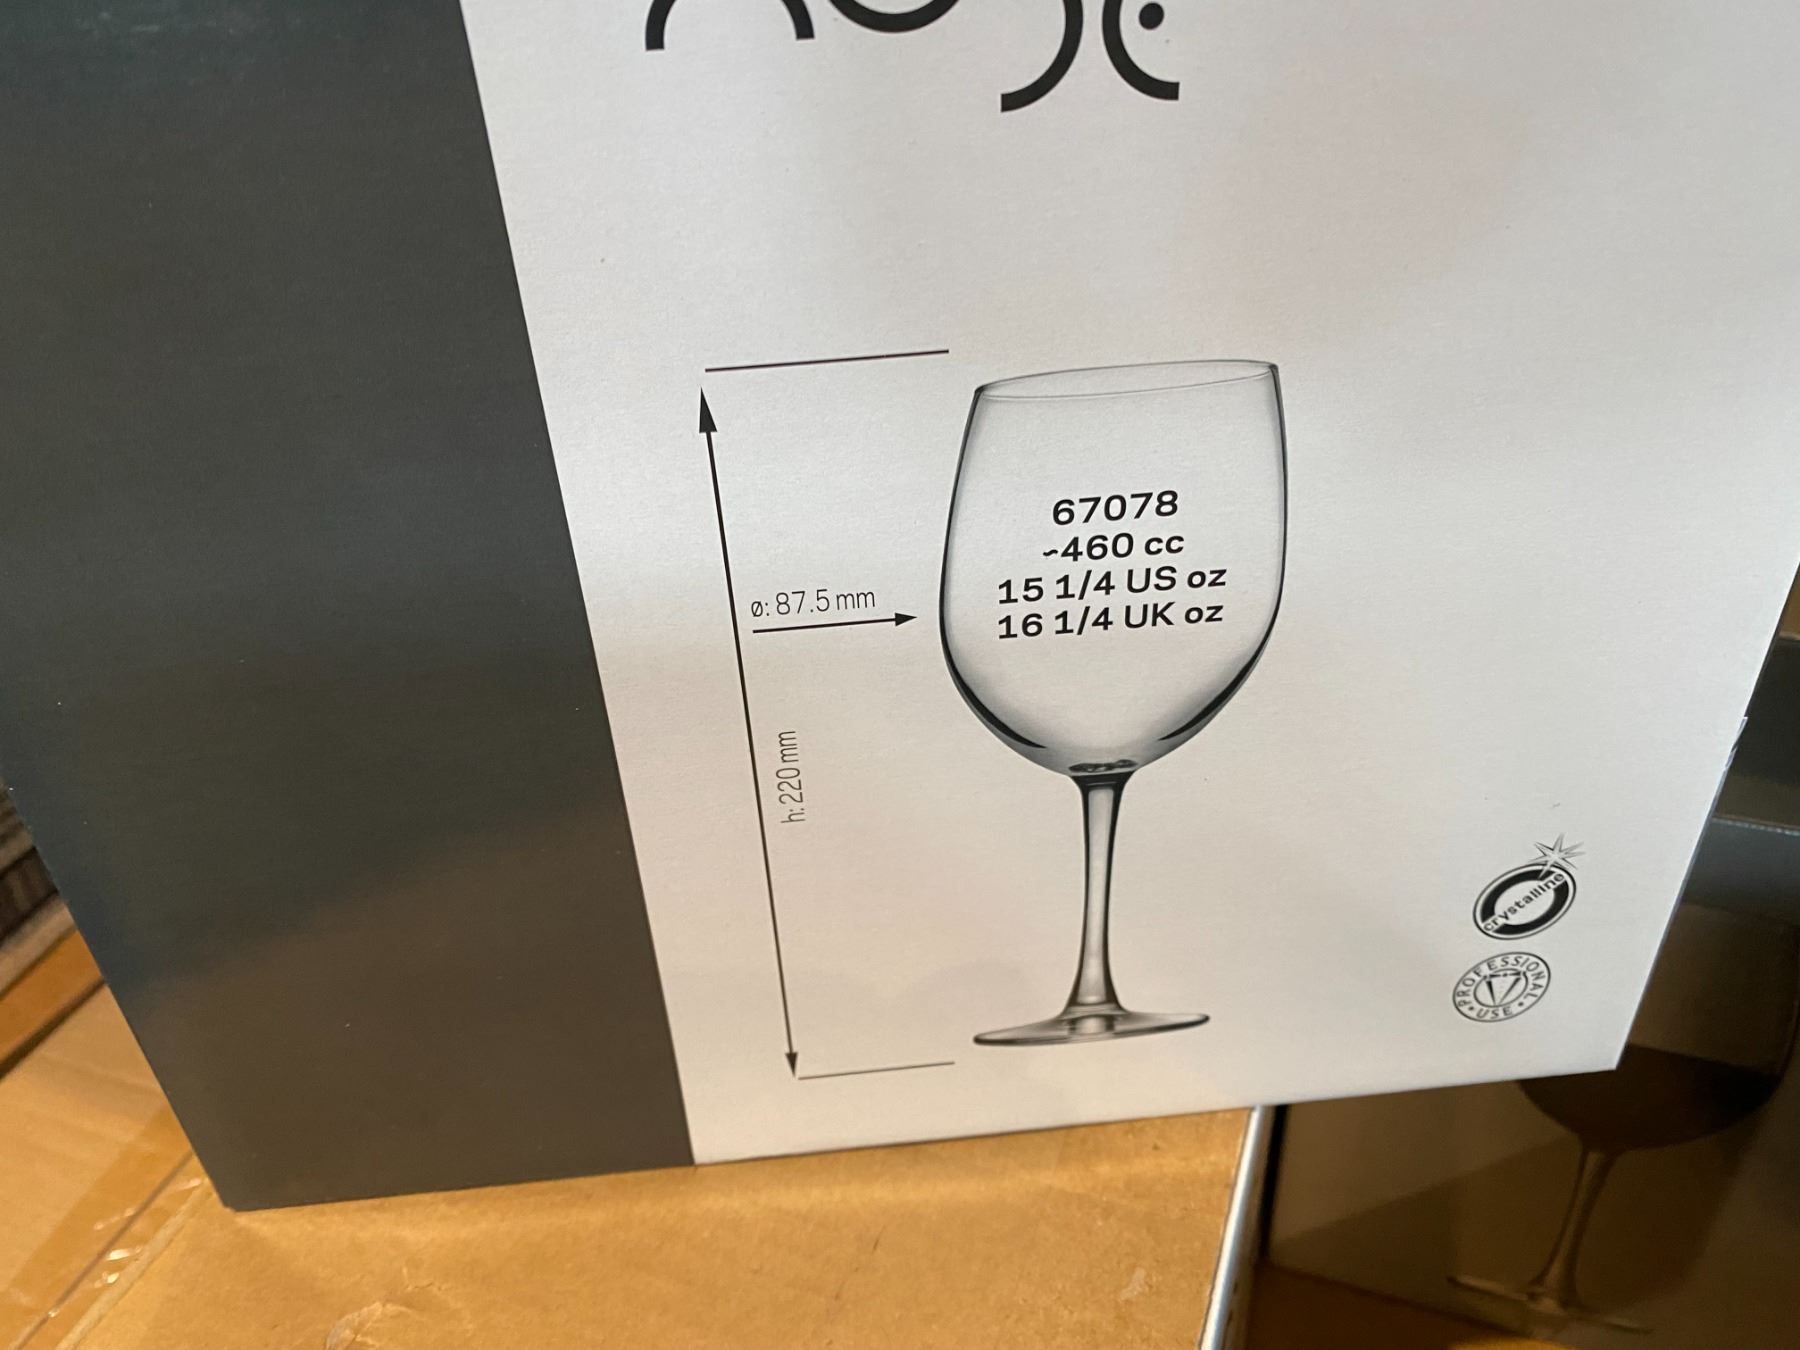 67078
~460 cc
15 1/4 US oz
16 1/4 UK oz
ø: 87.5 mm
h: 220 mm
crystalline
PROFESSIONAL
• USE •